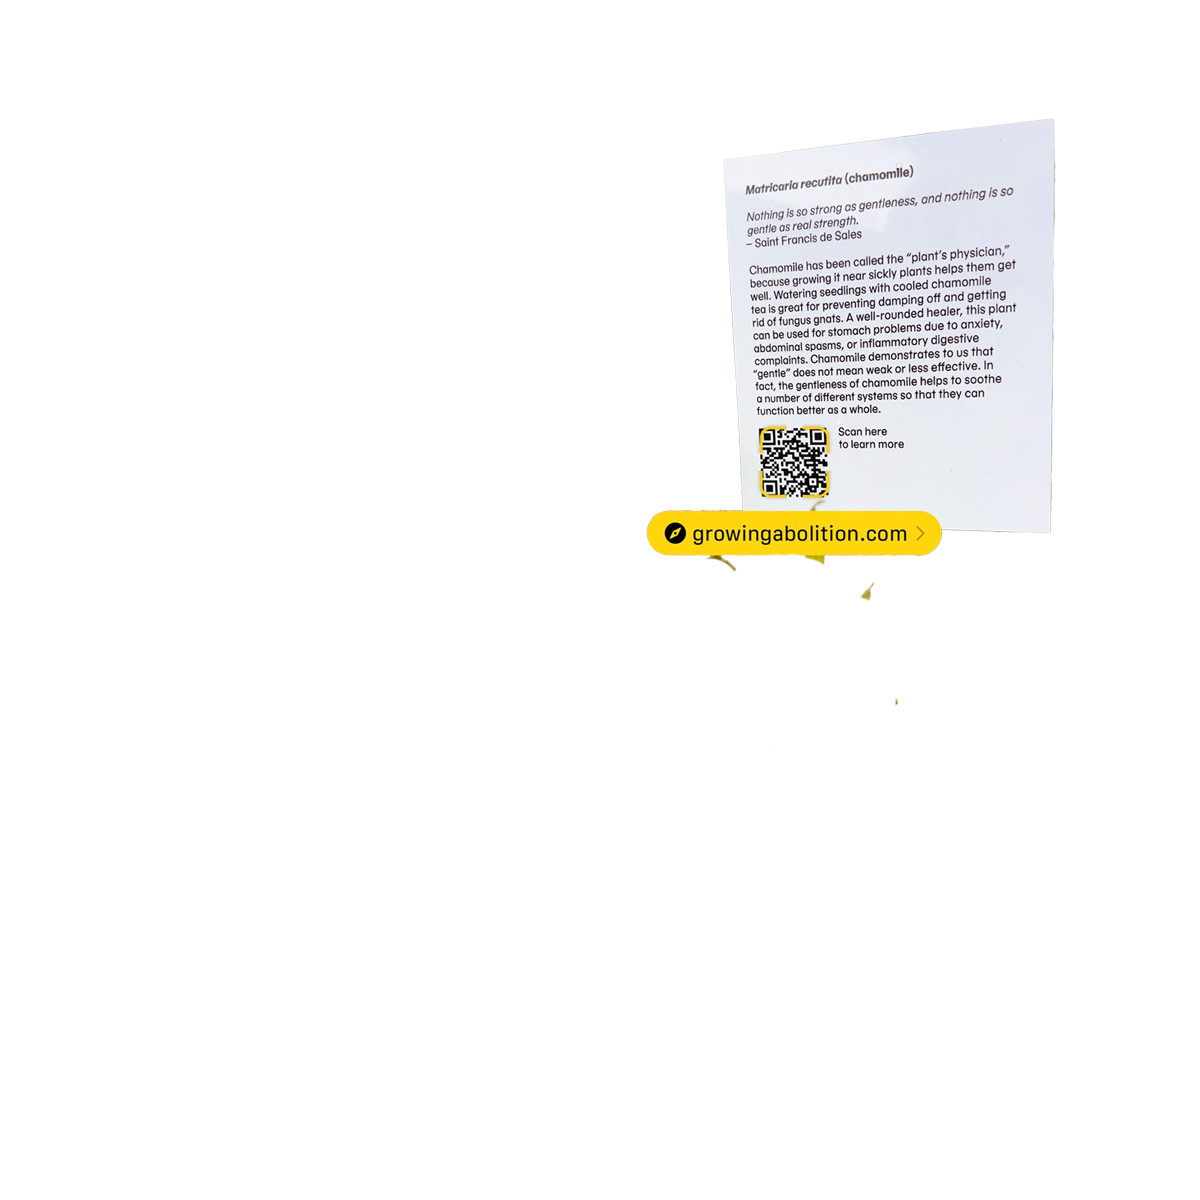 Matricaria recutita (chamomile)
Nothing is so strong as gentleness, and nothing is so
gentle as real strength.
– Saint Francis de Sales
Chamomile has been called the “plant’s physician,”
because growing it near sickly plants helps them get
well. Watering seedlings with cooled chamomile
tea is great for preventing damping off and getting
rid of fungus gnats. A well-rounded healer, this plant
can be used for stomach problems due to anxiety,
abdominal spasms, or inflammatory digestive
complaints. Chamomile demonstrates to us that
“gentle” does not mean weak or less effective. In
fact, the gentleness of chamomile helps to soothe
a number of different systems so that they can
function better as a whole.
Scan here
to learn more
growingabolition.com